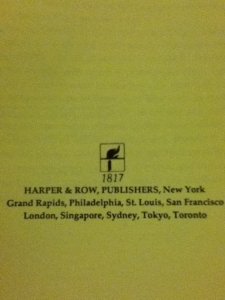 1817
HARPER & ROW, PUBLISHERS, New York
Grand Rapids, Philadelphia, St. Louis, San Francisco
London, Singapore, Sydney, Tokyo, Toronto